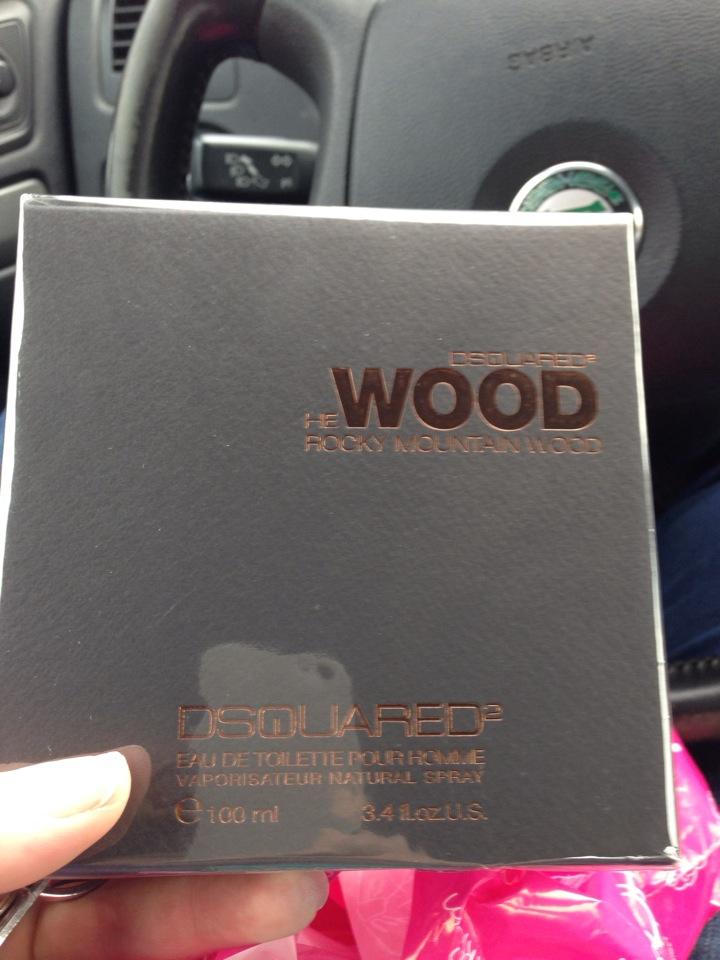 AIRBAG
DSQUARED²
HE WOOD
ROCKY MOUNTAIN WOOD
DSQUARED²
EAU DE TOILETTE POUR HOMME
VAPORISATEUR NATURAL SPRAY
℮ 100 ml 3.4 fl.oz.U.S.